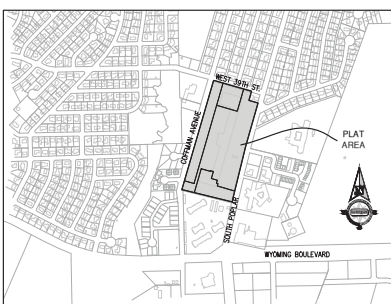 WEST 39TH ST.
COFFMAN AVENUE
PLAT
AREA
SOUTH POPLAR
WYOMING BOULEVARD